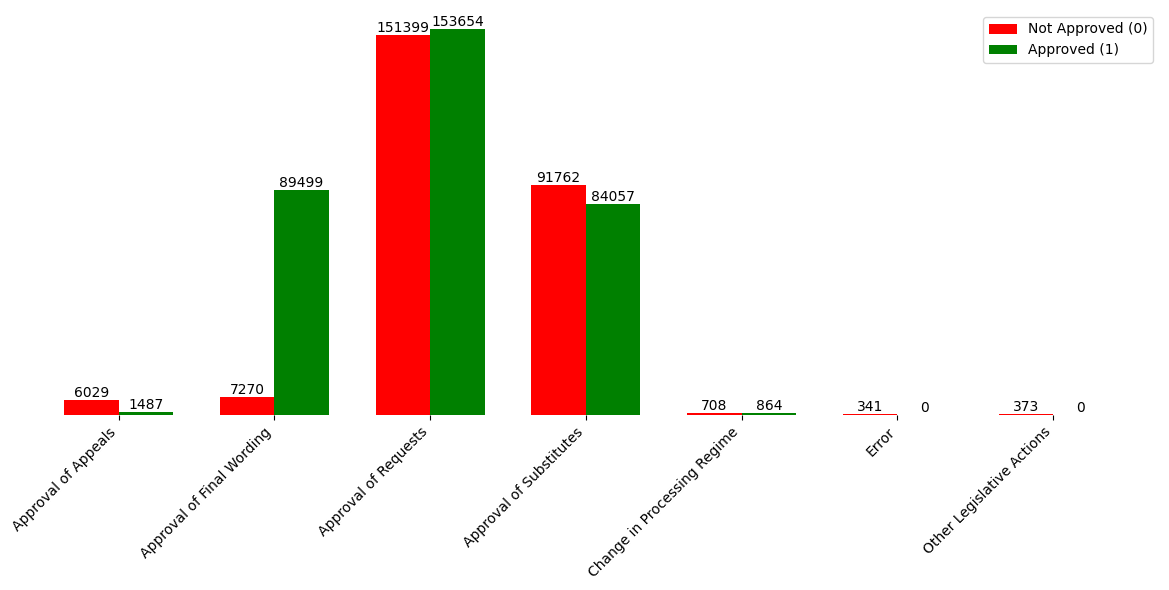 Not Approved (0)
Approved (1)
151399 153654
89499
91762
84057
6029
1487
7270
708 864
341 0
373 0
Approval of Appeals
Approval of Final Wording
Approval of Requests
Approval of Substitutes
Change in Processing Regime
Error
Other Legislative Actions